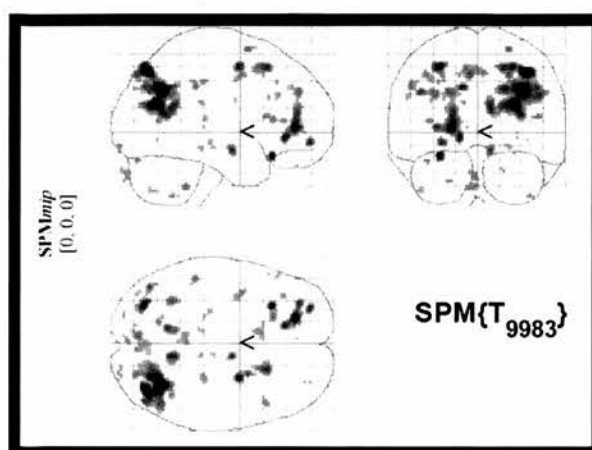 SPMmip
[0, 0, 0]
<
<
<
SPM{T₉₉₈₃}